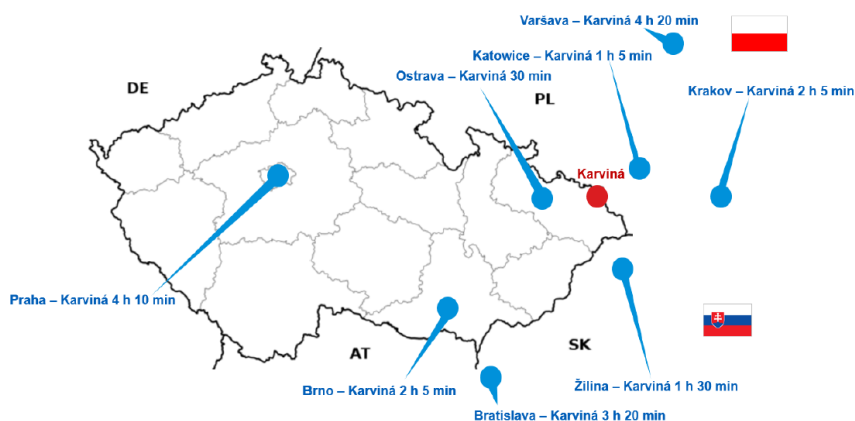 Varšava – Karviná 4 h 20 min
Katowice – Karviná 1 h 5 min
Ostrava – Karviná 30 min
DE
PL
Krakov – Karviná 2 h 5 min
Karviná
Praha – Karviná 4 h 10 min
SK
AT
Žilina – Karviná 1 h 30 min
Brno – Karviná 2 h 5 min
Bratislava – Karviná 3 h 20 min